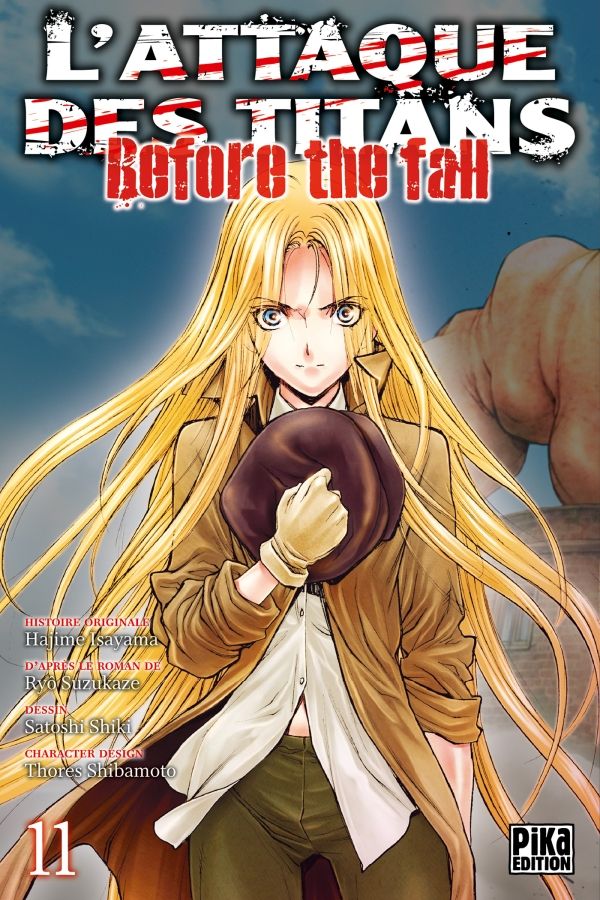 L'ATTAQUE
DES TITANS
Before the fall
HISTOIRE ORIGINALE
Hajime Isayama
D'APRÈS LE ROMAN DE
Ryō Suzukaze
DESSIN
Satoshi Shiki
CHARACTER DESIGN
Thores Shibamoto
11
PiKa
EDITION